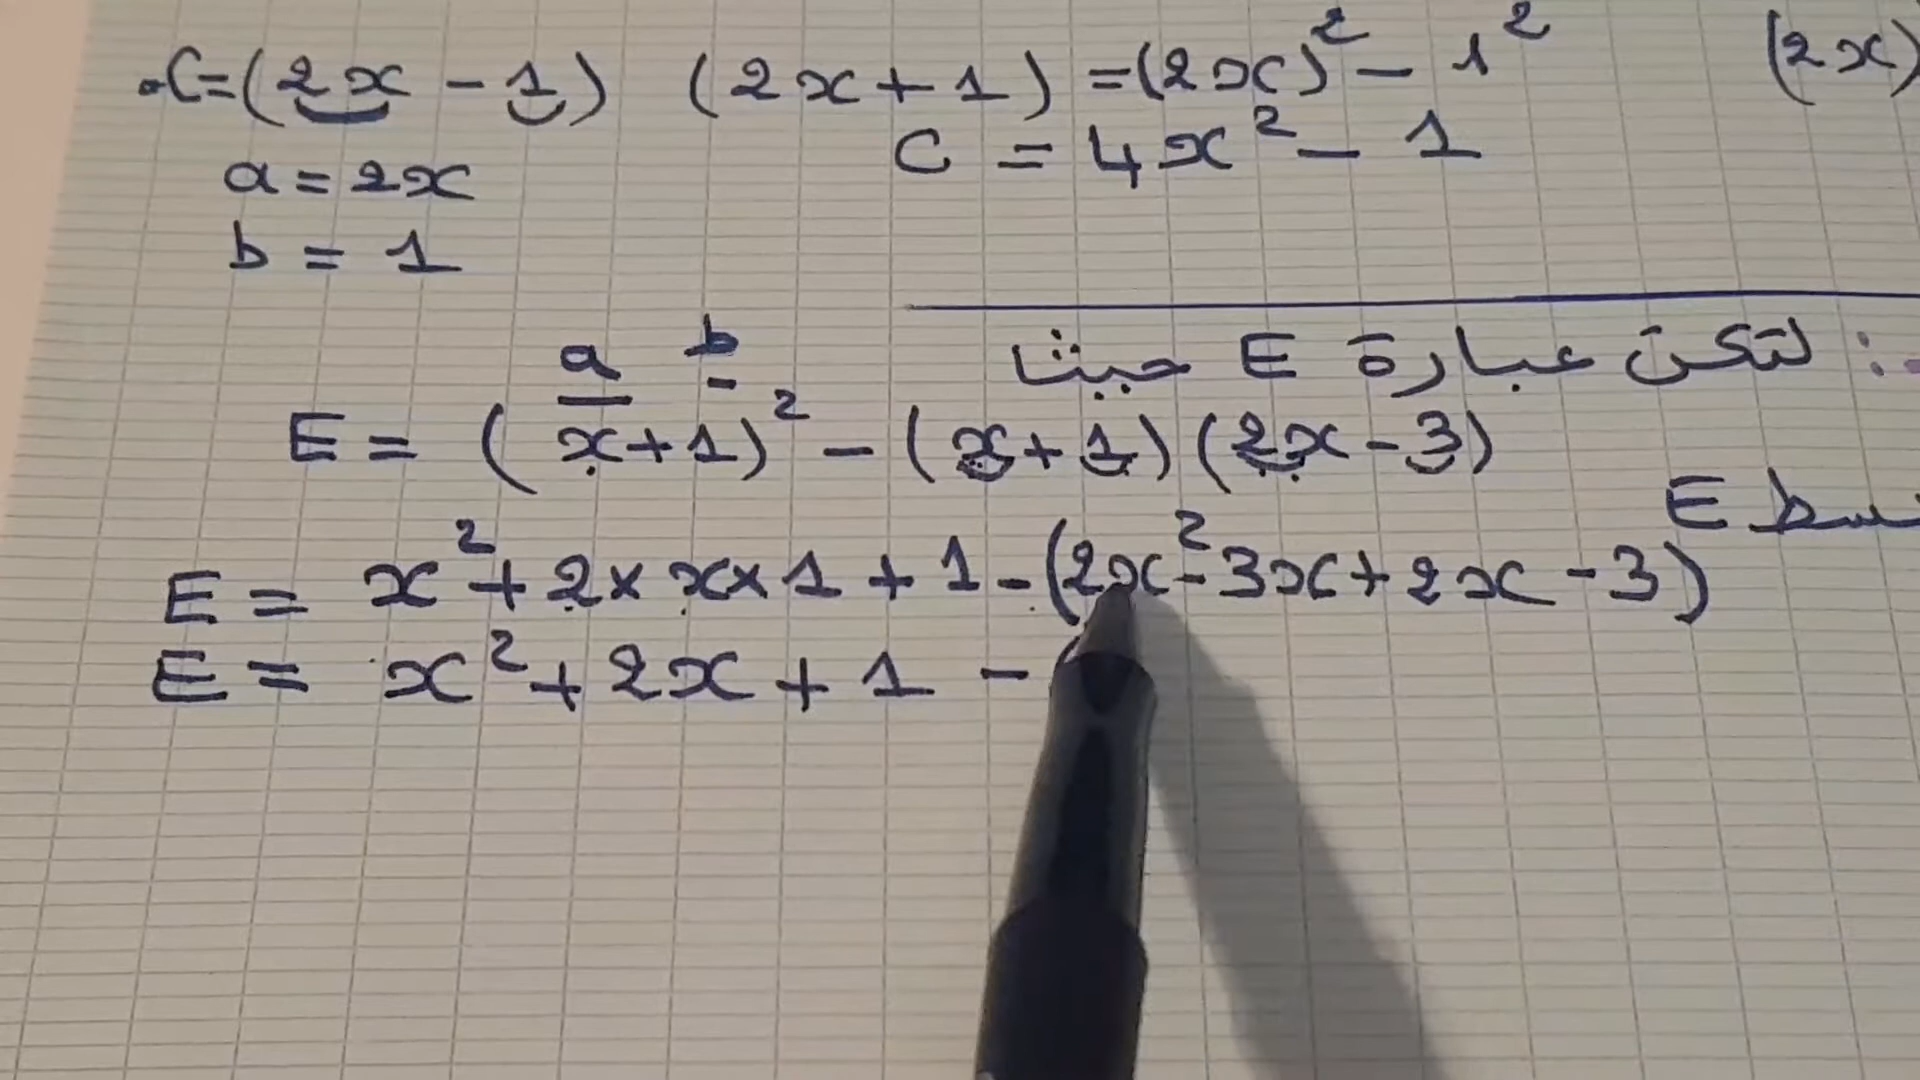 .C=(2x - 1) (2x + 1) = (2x)² - 1² (2x)
C = 4x² - 1
a = 2x
b = 1
: لتكن عبارة E حيث
a b
E = (x+1)² - (x+1)(2x-3)
E
E = x² + 2 × x × 1 + 1 - (2x² - 3x + 2x - 3)
E = x² + 2x + 1 -